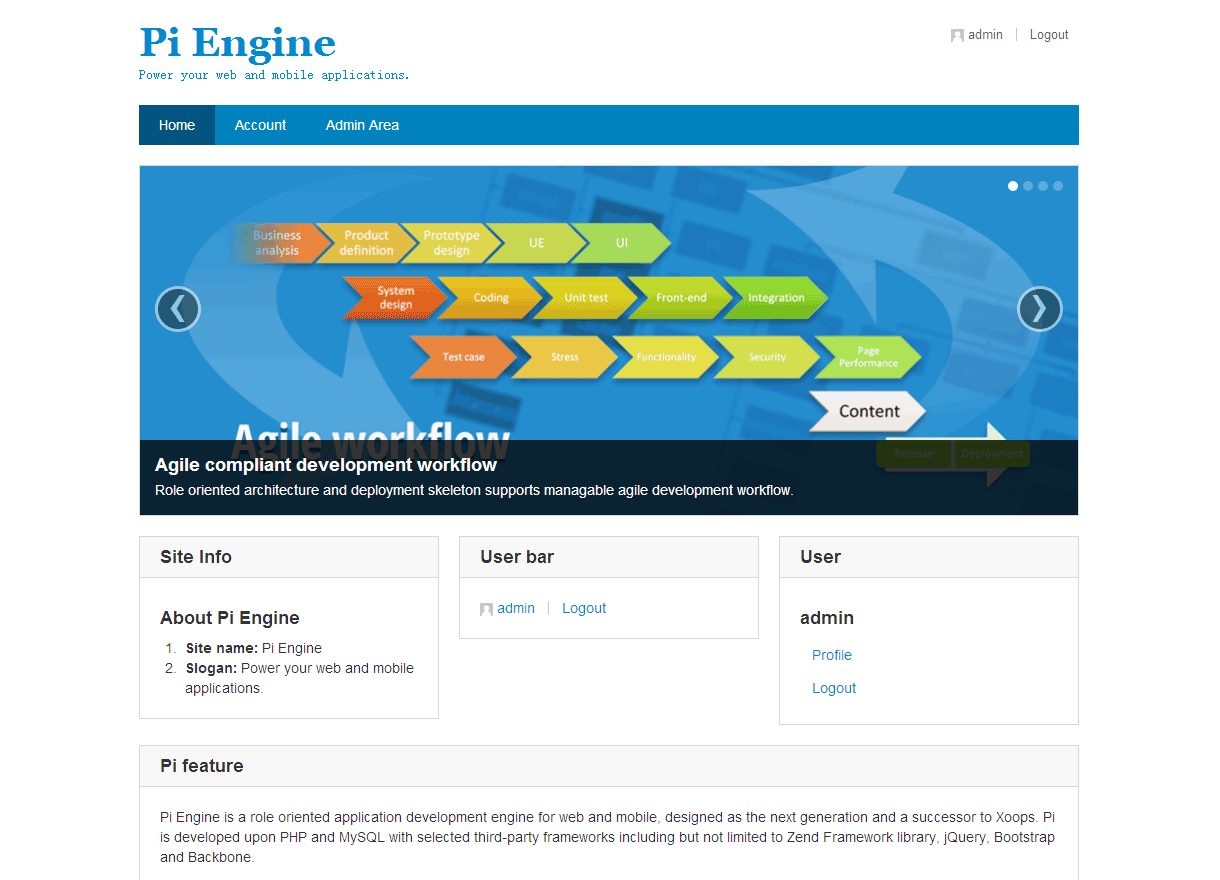 Pi Engine
Power your web and mobile applications.
admin
Logout
Home
Account
Admin Area
Business
analysis
Product
definition
Prototype
design
UE
UI
System
design
Coding
Unit test
Front-end
Integration
Test case
Stress
Functionality
Security
Page
Performance
Content
Release
Deployment
Agile workflow
Agile compliant development workflow
Role oriented architecture and deployment skeleton supports managable agile development workflow.
Site Info
About Pi Engine
1. Site name: Pi Engine
2. Slogan: Power your web and mobile
applications.
User bar
admin
Logout
User
admin
Profile
Logout
Pi feature
Pi Engine is a role oriented application development engine for web and mobile, designed as the next generation and a successor to Xoops. Pi
is developed upon PHP and MySQL with selected third-party frameworks including but not limited to Zend Framework library, jQuery, Bootstrap
and Backbone.